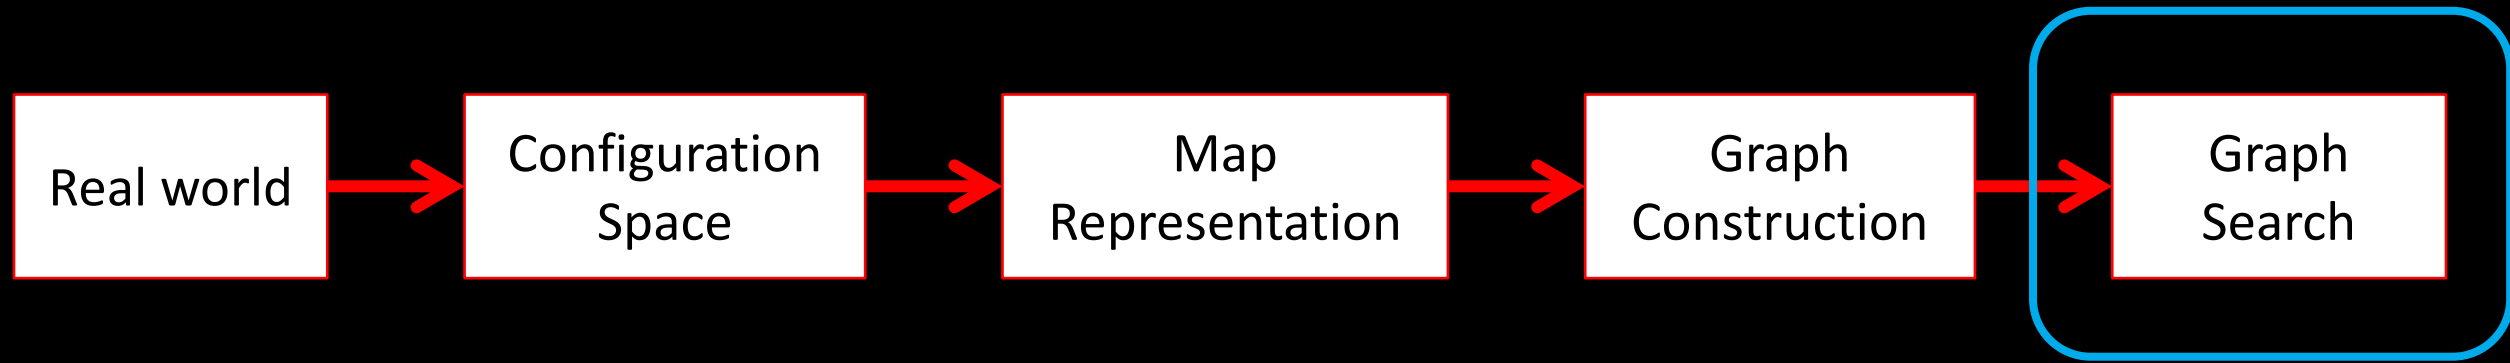 Real world
Configuration
Space
Map
Representation
Graph
Construction
Graph
Search